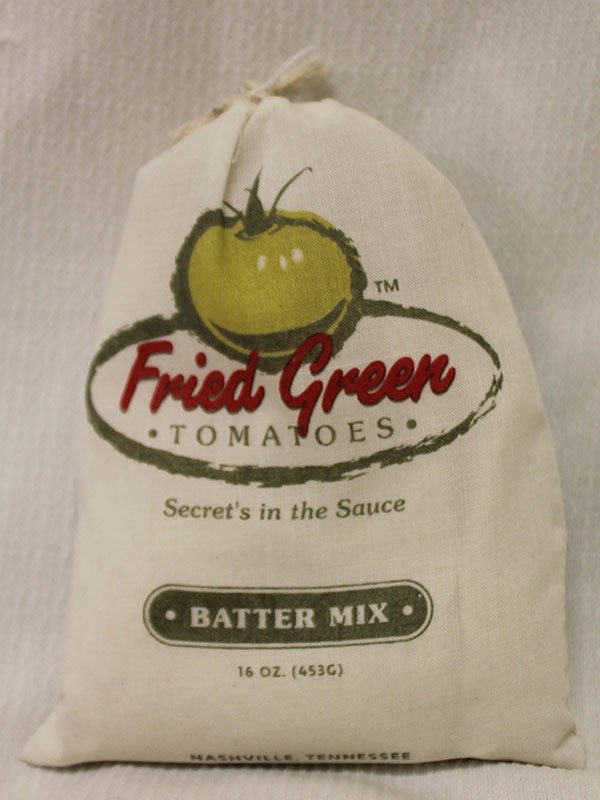 TM
Fried Green
• TOMATOES •
Secret's in the Sauce
• BATTER MIX •
16 OZ. (453G)
NASHVILLE, TENNESSEE